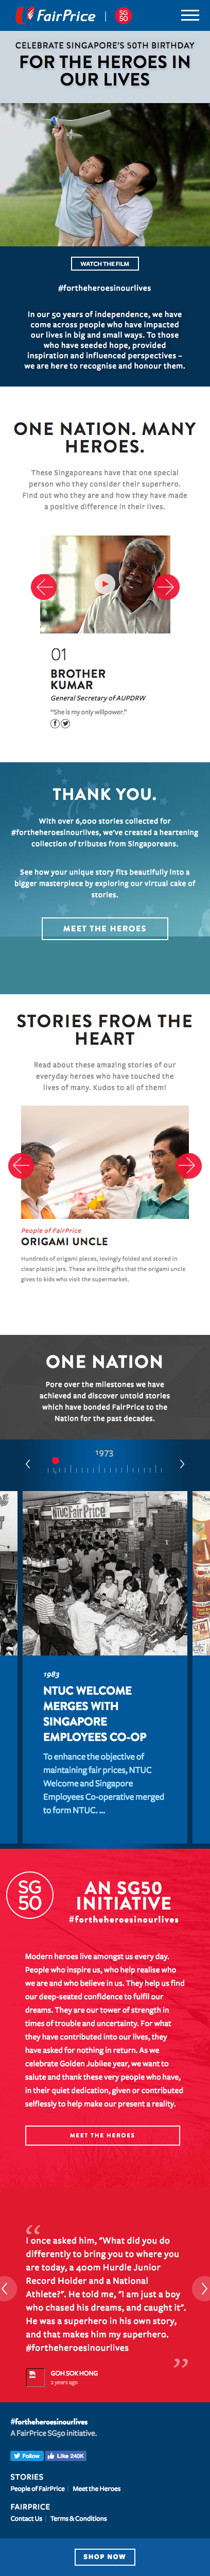 FairPrice | SG 50
CELEBRATE SINGAPORE'S 50TH BIRTHDAY
FOR THE HEROES IN
OUR LIVES
WATCH THE FILM
#fortheheroesinourlives
In our 50 years of independence, we have
come across people who have impacted
our lives in big and small ways. To those
who have seeded hope, provided
inspiration and influenced perspectives –
we are here to recognise and honour them.
ONE NATION. MANY
HEROES.
These Singaporeans have that one special
person who they consider their superhero.
Find out who they are and how they have made
a positive difference in their lives.
01
BROTHER
KUMAR
General Secretary of AUPDRW
"She is my only willpower."
THANK YOU.
With over 6,000 stories collected for
#fortheheroesinourlives, we've created a heartening
collection of tributes from Singaporeans.
See how your unique story fits beautifully into a
bigger masterpiece by exploring our virtual cake of
stories.
MEET THE HEROES
STORIES FROM THE
HEART
Read about these amazing stories of our
everyday heroes who have touched the
lives of many. Kudos to all of them!
People of FairPrice
ORIGAMI UNCLE
Hundreds of origami pieces, lovingly folded and stored in
clear plastic jars. These are little gifts that the origami uncle
gives to kids who visit the supermarket.
ONE NATION
Pore over the milestones we have
achieved and discover untold stories
which have bonded FairPrice to the
Nation for the past decades.
1973
NTUC FairPrice
1983
NTUC WELCOME
MERGES WITH
SINGAPORE
EMPLOYEES CO-OP
To enhance the objective of
maintaining fair prices, NTUC
Welcome and Singapore
Employees Co-operative merged
to form NTUC. ...
SG
50
AN SG50
INITIATIVE
#fortheheroesinourlives
Modern heroes live amongst us every day.
People who inspire us, who help realise who
we are and who believe in us. They help us find
our deep-seated confidence to fulfil our
dreams. They are our tower of strength in
times of trouble and uncertainty. For what
they have contributed into our lives, they
have asked for nothing in return. As we
celebrate Golden Jubilee year, we want to
salute and thank these very people who have,
in their quiet dedication, given or contributed
selflessly to help make our present a reality.
MEET THE HEROES
“
I once asked him, "What did you do
differently to bring you to where you
are today, a 400m Hurdle Junior
Record Holder and a National
Athlete?". He told me, "I am just a boy
who chased his dreams, and caught it".
He was a superhero in his own story,
and that makes him my superhero.
#fortheheroesinourlives
”
GOH SOK HONG
2 years ago
#fortheheroesinourlives
A FairPrice SG50 initiative.
Follow Like 240K
STORIES
People of FairPrice | Meet the Heroes
FAIRPRICE
Contact Us | Terms & Conditions
SHOP NOW